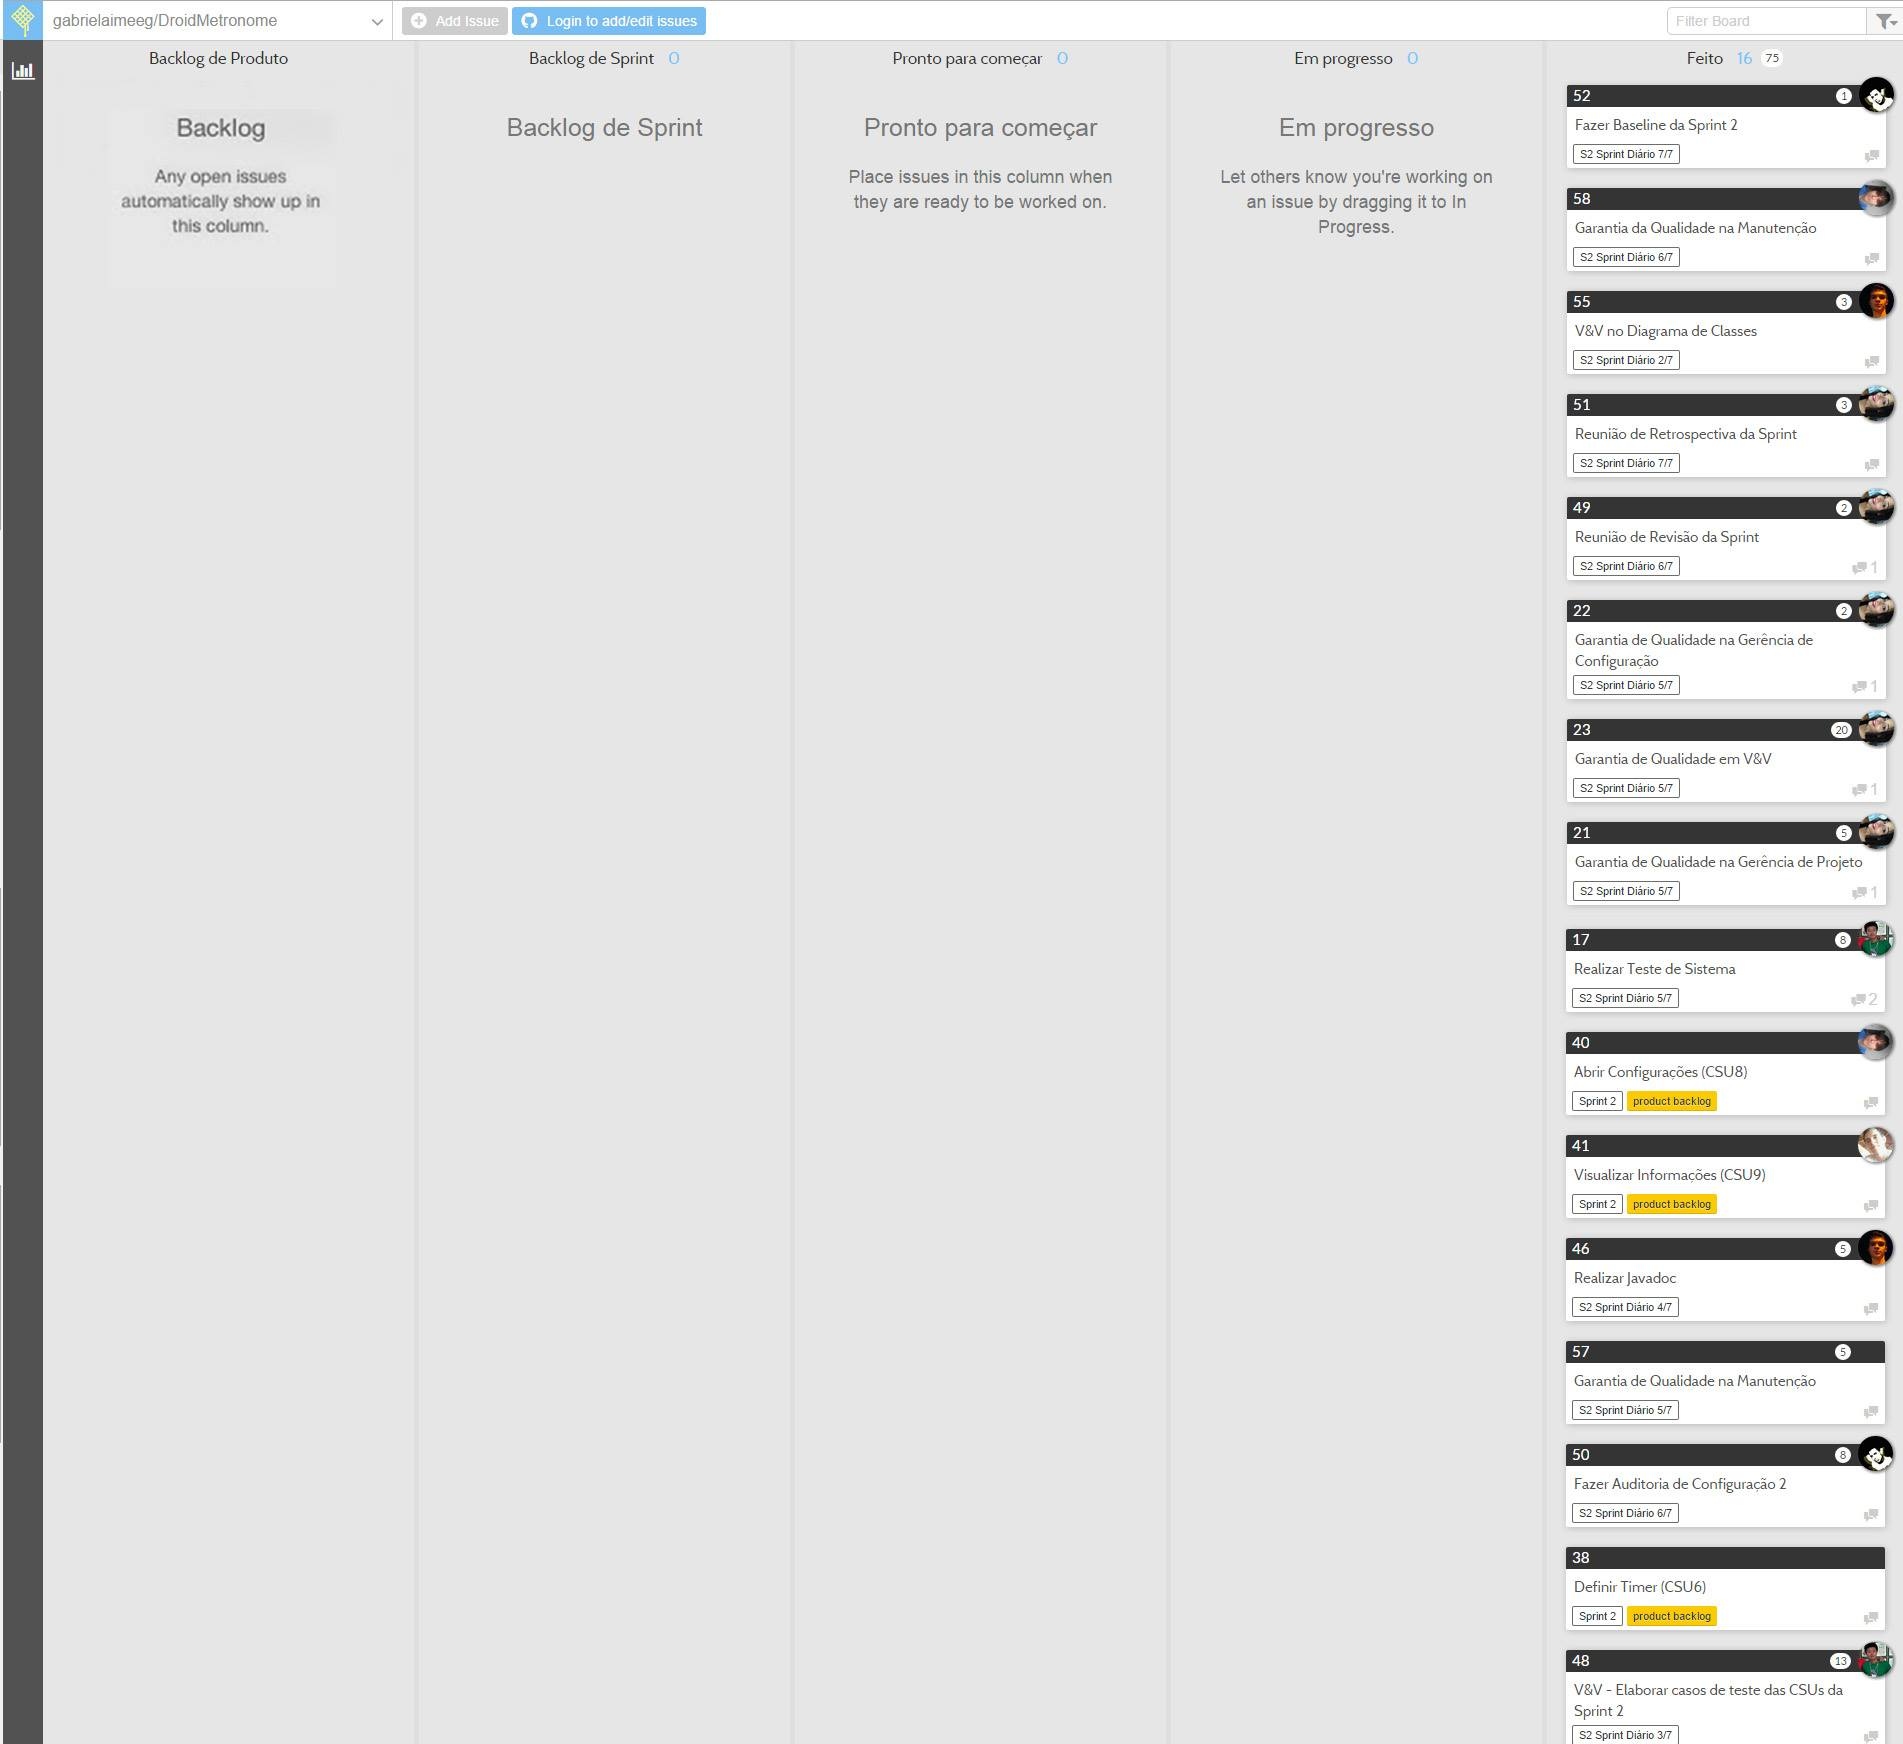 gabrielaimeeg/DroidMetronome
Add Issue
Login to add/edit issues
Filter Board
Backlog de Produto
Backlog
Any open issues
automatically show up in
this column.
Backlog de Sprint 0
Backlog de Sprint
Pronto para começar 0
Pronto para começar
Place issues in this column when
they are ready to be worked on.
Em progresso 0
Em progresso
Let others know you're working on
an issue by dragging it to In
Progress.
Feito 16 75
52 1
Fazer Baseline da Sprint 2
S2 Sprint Diário 7/7
58
Garantia da Qualidade na Manutenção
S2 Sprint Diário 6/7
55 3
V&V no Diagrama de Classes
S2 Sprint Diário 2/7
51 3
Reunião de Retrospectiva da Sprint
S2 Sprint Diário 7/7
49 2
Reunião de Revisão da Sprint
S2 Sprint Diário 6/7 1
22 2
Garantia de Qualidade na Gerência de
Configuração
S2 Sprint Diário 5/7 1
23 20
Garantia de Qualidade em V&V
S2 Sprint Diário 5/7 1
21 5
Garantia de Qualidade na Gerência de Projeto
S2 Sprint Diário 5/7 1
17 8
Realizar Teste de Sistema
S2 Sprint Diário 5/7 2
40
Abrir Configurações (CSU8)
Sprint 2 product backlog
41
Visualizar Informações (CSU9)
Sprint 2 product backlog
46 5
Realizar Javadoc
S2 Sprint Diário 4/7
57 5
Garantia de Qualidade na Manutenção
S2 Sprint Diário 5/7
50 8
Fazer Auditoria de Configuração 2
S2 Sprint Diário 6/7
38
Definir Timer (CSU6)
Sprint 2 product backlog
48 13
V&V - Elaborar casos de teste das CSUs da
Sprint 2
S2 Sprint Diário 3/7